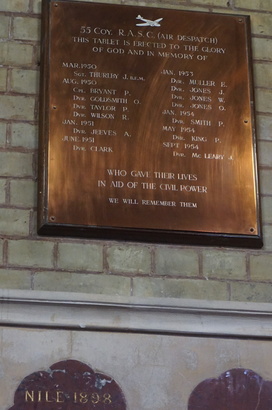 55 COY. R.A.S.C. (AIR DESPATCH)
THIS TABLET IS ERECTED TO THE GLORY
OF GOD AND IN MEMORY OF
MAR. 1950
SGT. THURLBY J. B.E.M.
AUG. 1950
CPL. BRYANT P.
DVR. GOLDSMITH O.
DVR. TAYLOR P.
DVR. WILSON R.
JAN. 1951
DVR. JEEVES A.
JUNE. 1951
DVR. CLARK
JAN. 1953
DVR. MULLER E.
DVR. JONES J.
DVR. JONES W.
DVR. JONES O.
JAN. 1954
DVR. SMITH P.
MAY 1954
DVR. KING P.
SEPT 1954
DVR. MC LEARY J.
WHO GAVE THEIR LIVES
IN AID OF THE CIVIL POWER
WE WILL REMEMBER THEM
NILE 1898